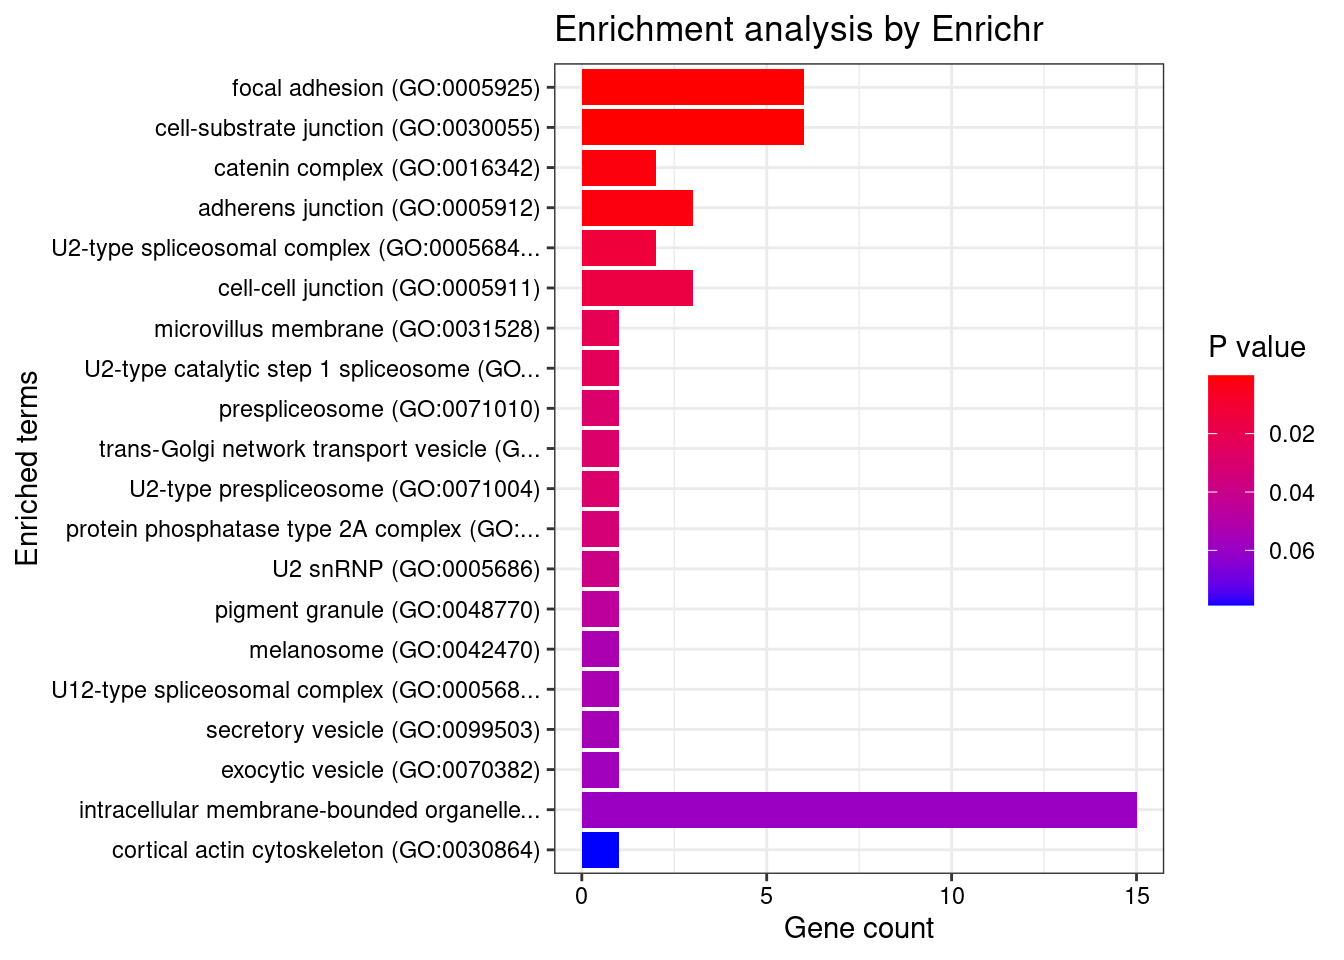 Enrichment analysis by Enrichr
focal adhesion (GO:0005925)
cell-substrate junction (GO:0030055)
catenin complex (GO:0016342)
adherens junction (GO:0005912)
U2-type spliceosomal complex (GO:0005684...
cell-cell junction (GO:0005911)
microvillus membrane (GO:0031528)
U2-type catalytic step 1 spliceosome (GO...
prespliceosome (GO:0071010)
trans-Golgi network transport vesicle (G...
U2-type prespliceosome (GO:0071004)
protein phosphatase type 2A complex (GO:...
U2 snRNP (GO:0005686)
pigment granule (GO:0048770)
melanosome (GO:0042470)
U12-type spliceosomal complex (GO:000568...
secretory vesicle (GO:0099503)
exocytic vesicle (GO:0070382)
intracellular membrane-bounded organelle...
cortical actin cytoskeleton (GO:0030864)
Enriched terms
0 5 10 15
Gene count
P value
0.02
0.04
0.06